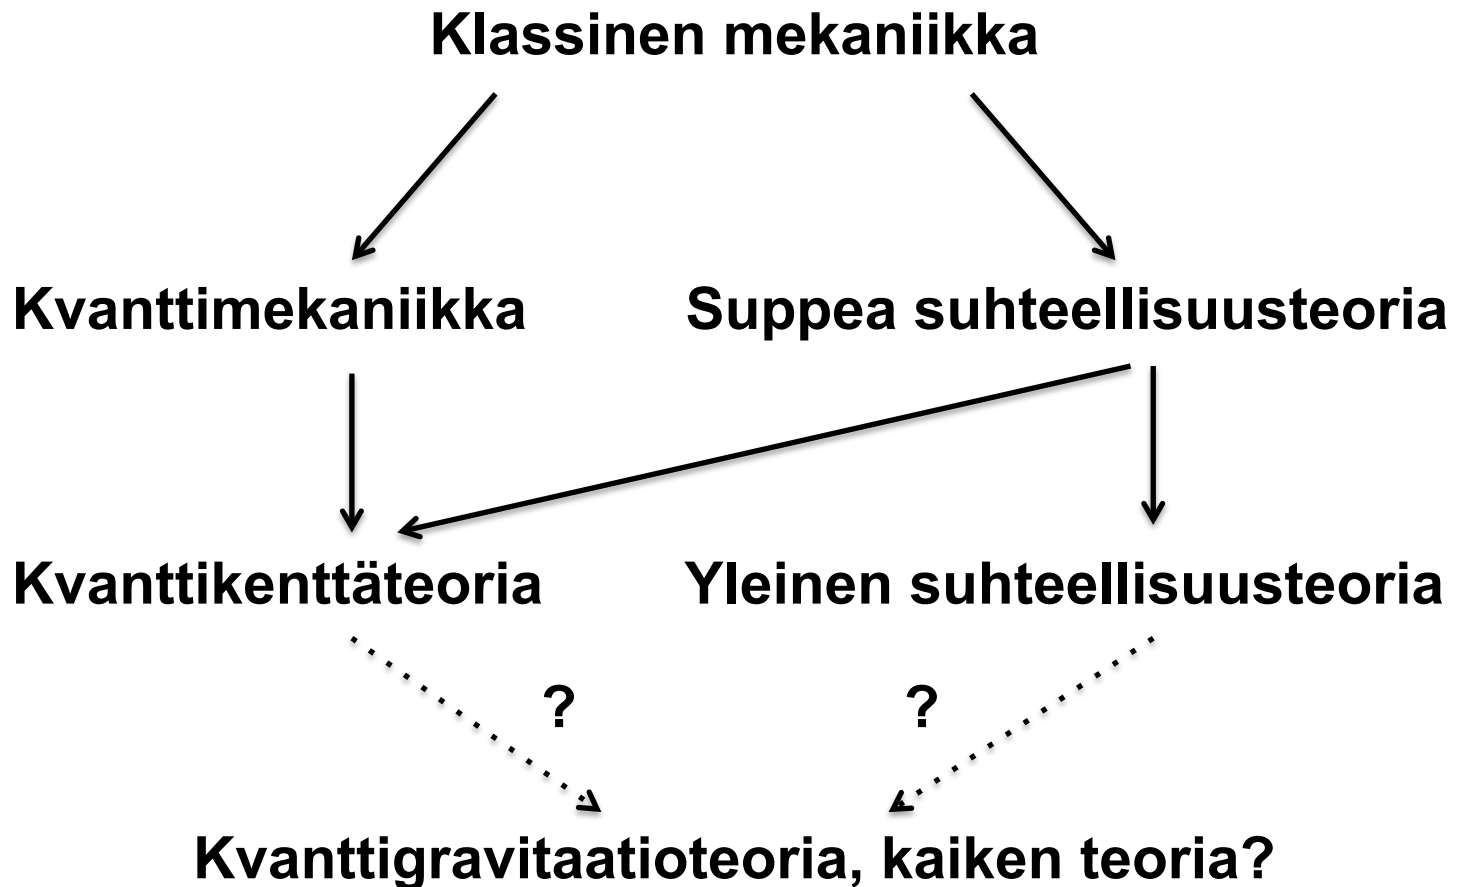 Klassinen mekaniikka
Kvanttimekaniikka
Suppea suhteellisuusteoria
Kvanttikenttäteoria
Yleinen suhteellisuusteoria
?
?
Kvanttigravitaatioteoria, kaiken teoria?